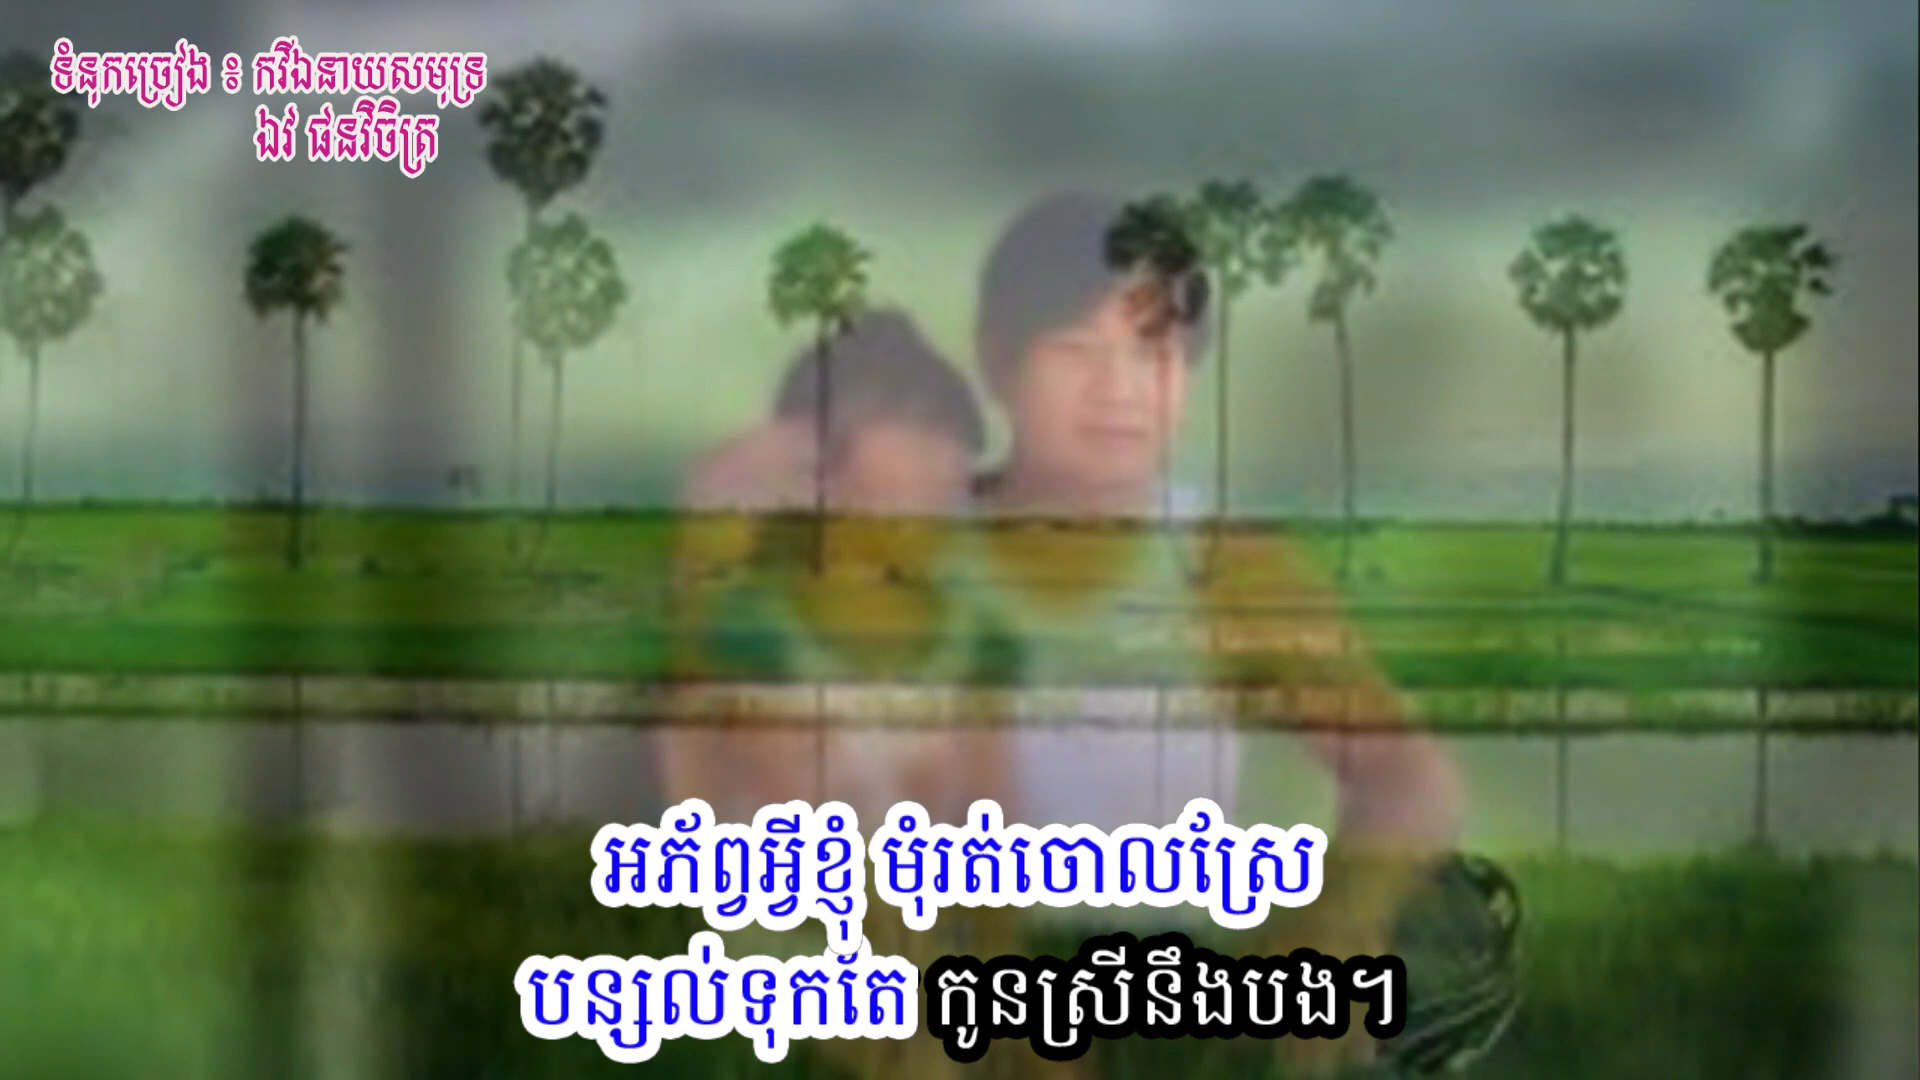 ទំនុកច្រៀង ៖ កវីឯនាយសមុទ្រ
ឯវ ផនវិចិត្រ
អភ័ព្វអ្វីខ្ញុំ មុំរត់ចោលស្រែ
បន្សល់ទុកតែ កូនស្រីនឹងបង។